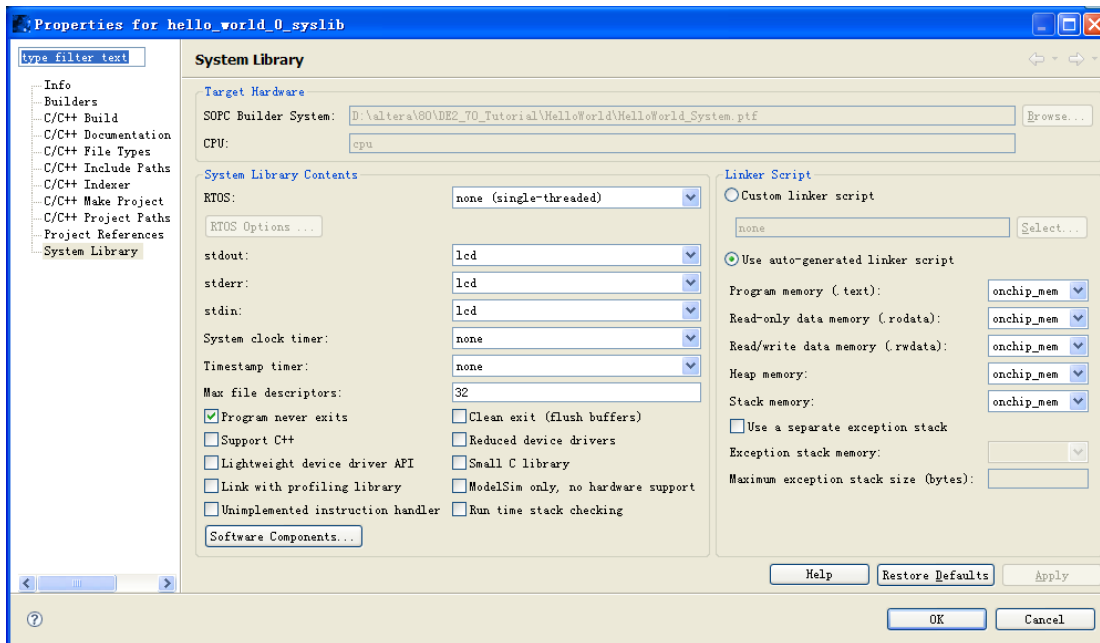 Properties for hello_world_0_syslib
type filter text
Info
Builders
C/C++ Build
C/C++ Documentation
C/C++ File Types
C/C++ Include Paths
C/C++ Indexer
C/C++ Make Project
C/C++ Project Paths
Project References
System Library
System Library
Target Hardware
SOPC Builder System: D:\altera\80\DE2_70_Tutorial\HelloWorld\HelloWorld_System.ptf Browse...
CPU: cpu
System Library Contents
RTOS: none (single-threaded)
RTOS Options ...
stdout: lcd
stderr: lcd
stdin: lcd
System clock timer: none
Timestamp timer: none
Max file descriptors: 32
Program never exits Clean exit (flush buffers)
Support C++ Reduced device drivers
Lightweight device driver API Small C library
Link with profiling library ModelSim only, no hardware support
Unimplemented instruction handler Run time stack checking
Software Components...
Linker Script
Custom linker script
none Select...
Use auto-generated linker script
Program memory (.text): onchip_mem
Read-only data memory (.rodata): onchip_mem
Read/write data memory (.rwdata): onchip_mem
Heap memory: onchip_mem
Stack memory: onchip_mem
Use a separate exception stack
Exception stack memory:
Maximum exception stack size (bytes):
Help Restore Defaults Apply
? OK Cancel